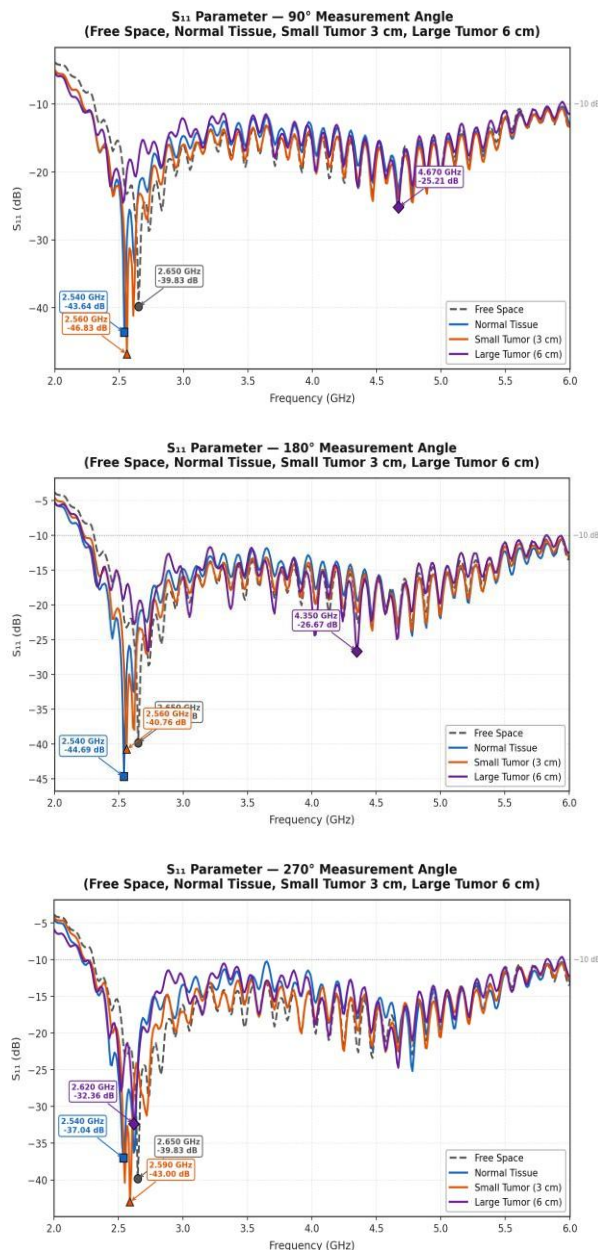 S₁₁ Parameter — 90° Measurement Angle
(Free Space, Normal Tissue, Small Tumor 3 cm, Large Tumor 6 cm)
−10
−10 dB
−20
4.670 GHz
-25.21 dB
S₁₁ (dB)
−30
2.650 GHz
-39.83 dB
2.540 GHz
-43.64 dB
−40
2.560 GHz
-46.83 dB
Free Space
Normal Tissue
Small Tumor (3 cm)
Large Tumor (6 cm)
2.0 2.5 3.0 3.5 4.0 4.5 5.0 5.5 6.0
Frequency (GHz)
S₁₁ Parameter — 180° Measurement Angle
(Free Space, Normal Tissue, Small Tumor 3 cm, Large Tumor 6 cm)
−5
−10
−10 dB
−15
−20
4.350 GHz
-26.67 dB
−25
S₁₁ (dB)
−30
−35
2.560 GHz
-40.76 dB
2.540 GHz
-44.69 dB
−40
−45
Free Space
Normal Tissue
Small Tumor (3 cm)
Large Tumor (6 cm)
2.0 2.5 3.0 3.5 4.0 4.5 5.0 5.5 6.0
Frequency (GHz)
S₁₁ Parameter — 270° Measurement Angle
(Free Space, Normal Tissue, Small Tumor 3 cm, Large Tumor 6 cm)
−5
−10
−10 dB
−15
−20
S₁₁ (dB)
−25
2.620 GHz
-32.36 dB
−30
2.540 GHz
-37.04 dB
−35
2.650 GHz
-39.83 dB
2.590 GHz
-43.00 dB
−40
Free Space
Normal Tissue
Small Tumor (3 cm)
Large Tumor (6 cm)
2.0 2.5 3.0 3.5 4.0 4.5 5.0 5.5 6.0
Frequency (GHz)